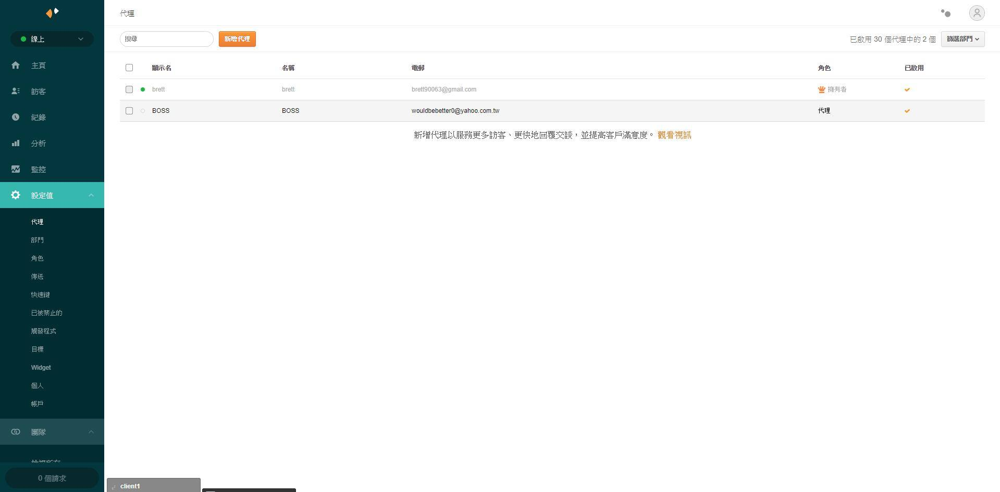 代理
線上
搜尋
新增代理
已啟用 30 個代理中的 2 個
篩選部門
主頁
訪客
紀錄
分析
監控
設定值
代理
部門
角色
傳送
快速鍵
已被禁止的
觸發程式
目標
Widget
個人
帳戶
團隊
檢視所有
0 個請求
顯示名 名稱 電郵 角色 已啟用
brett brett brett90063@gmail.com 擁有者
BOSS BOSS wouldbebetter0@yahoo.com.tw 代理
新增代理以服務更多訪客、更快地回覆交談，並提高客戶滿意度。 觀看視訊
client1